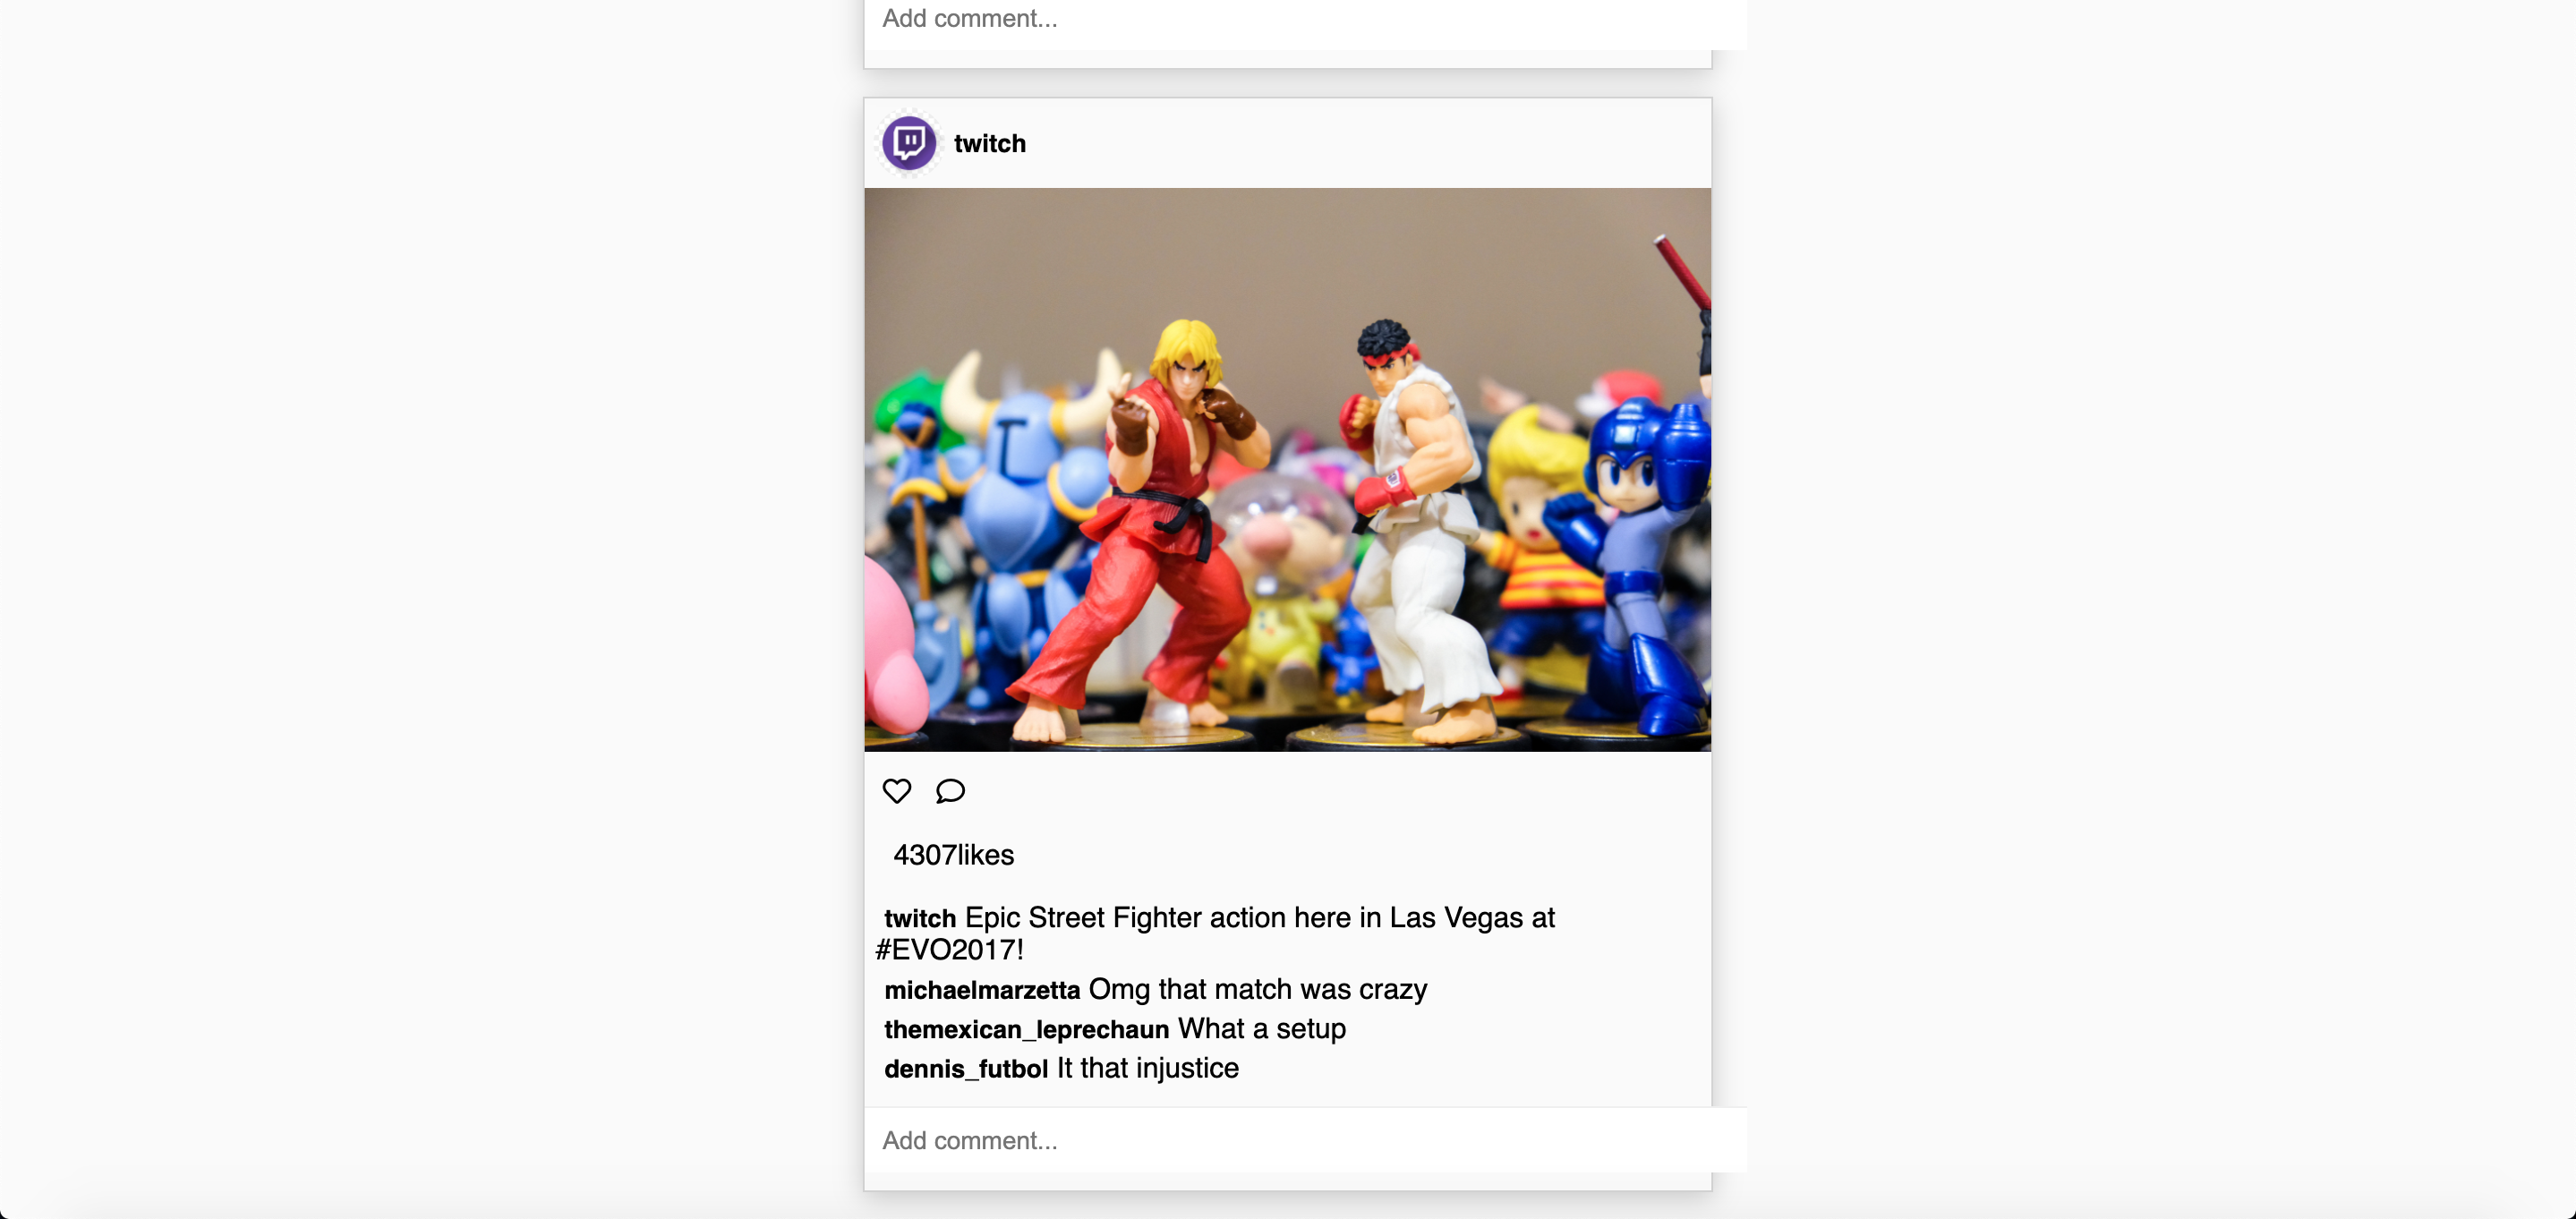 Add comment...
twitch
4307likes
twitch Epic Street Fighter action here in Las Vegas at
#EVO2017!
michaelmarzetta Omg that match was crazy
themexican_leprechaun What a setup
dennis_futbol It that injustice
Add comment...